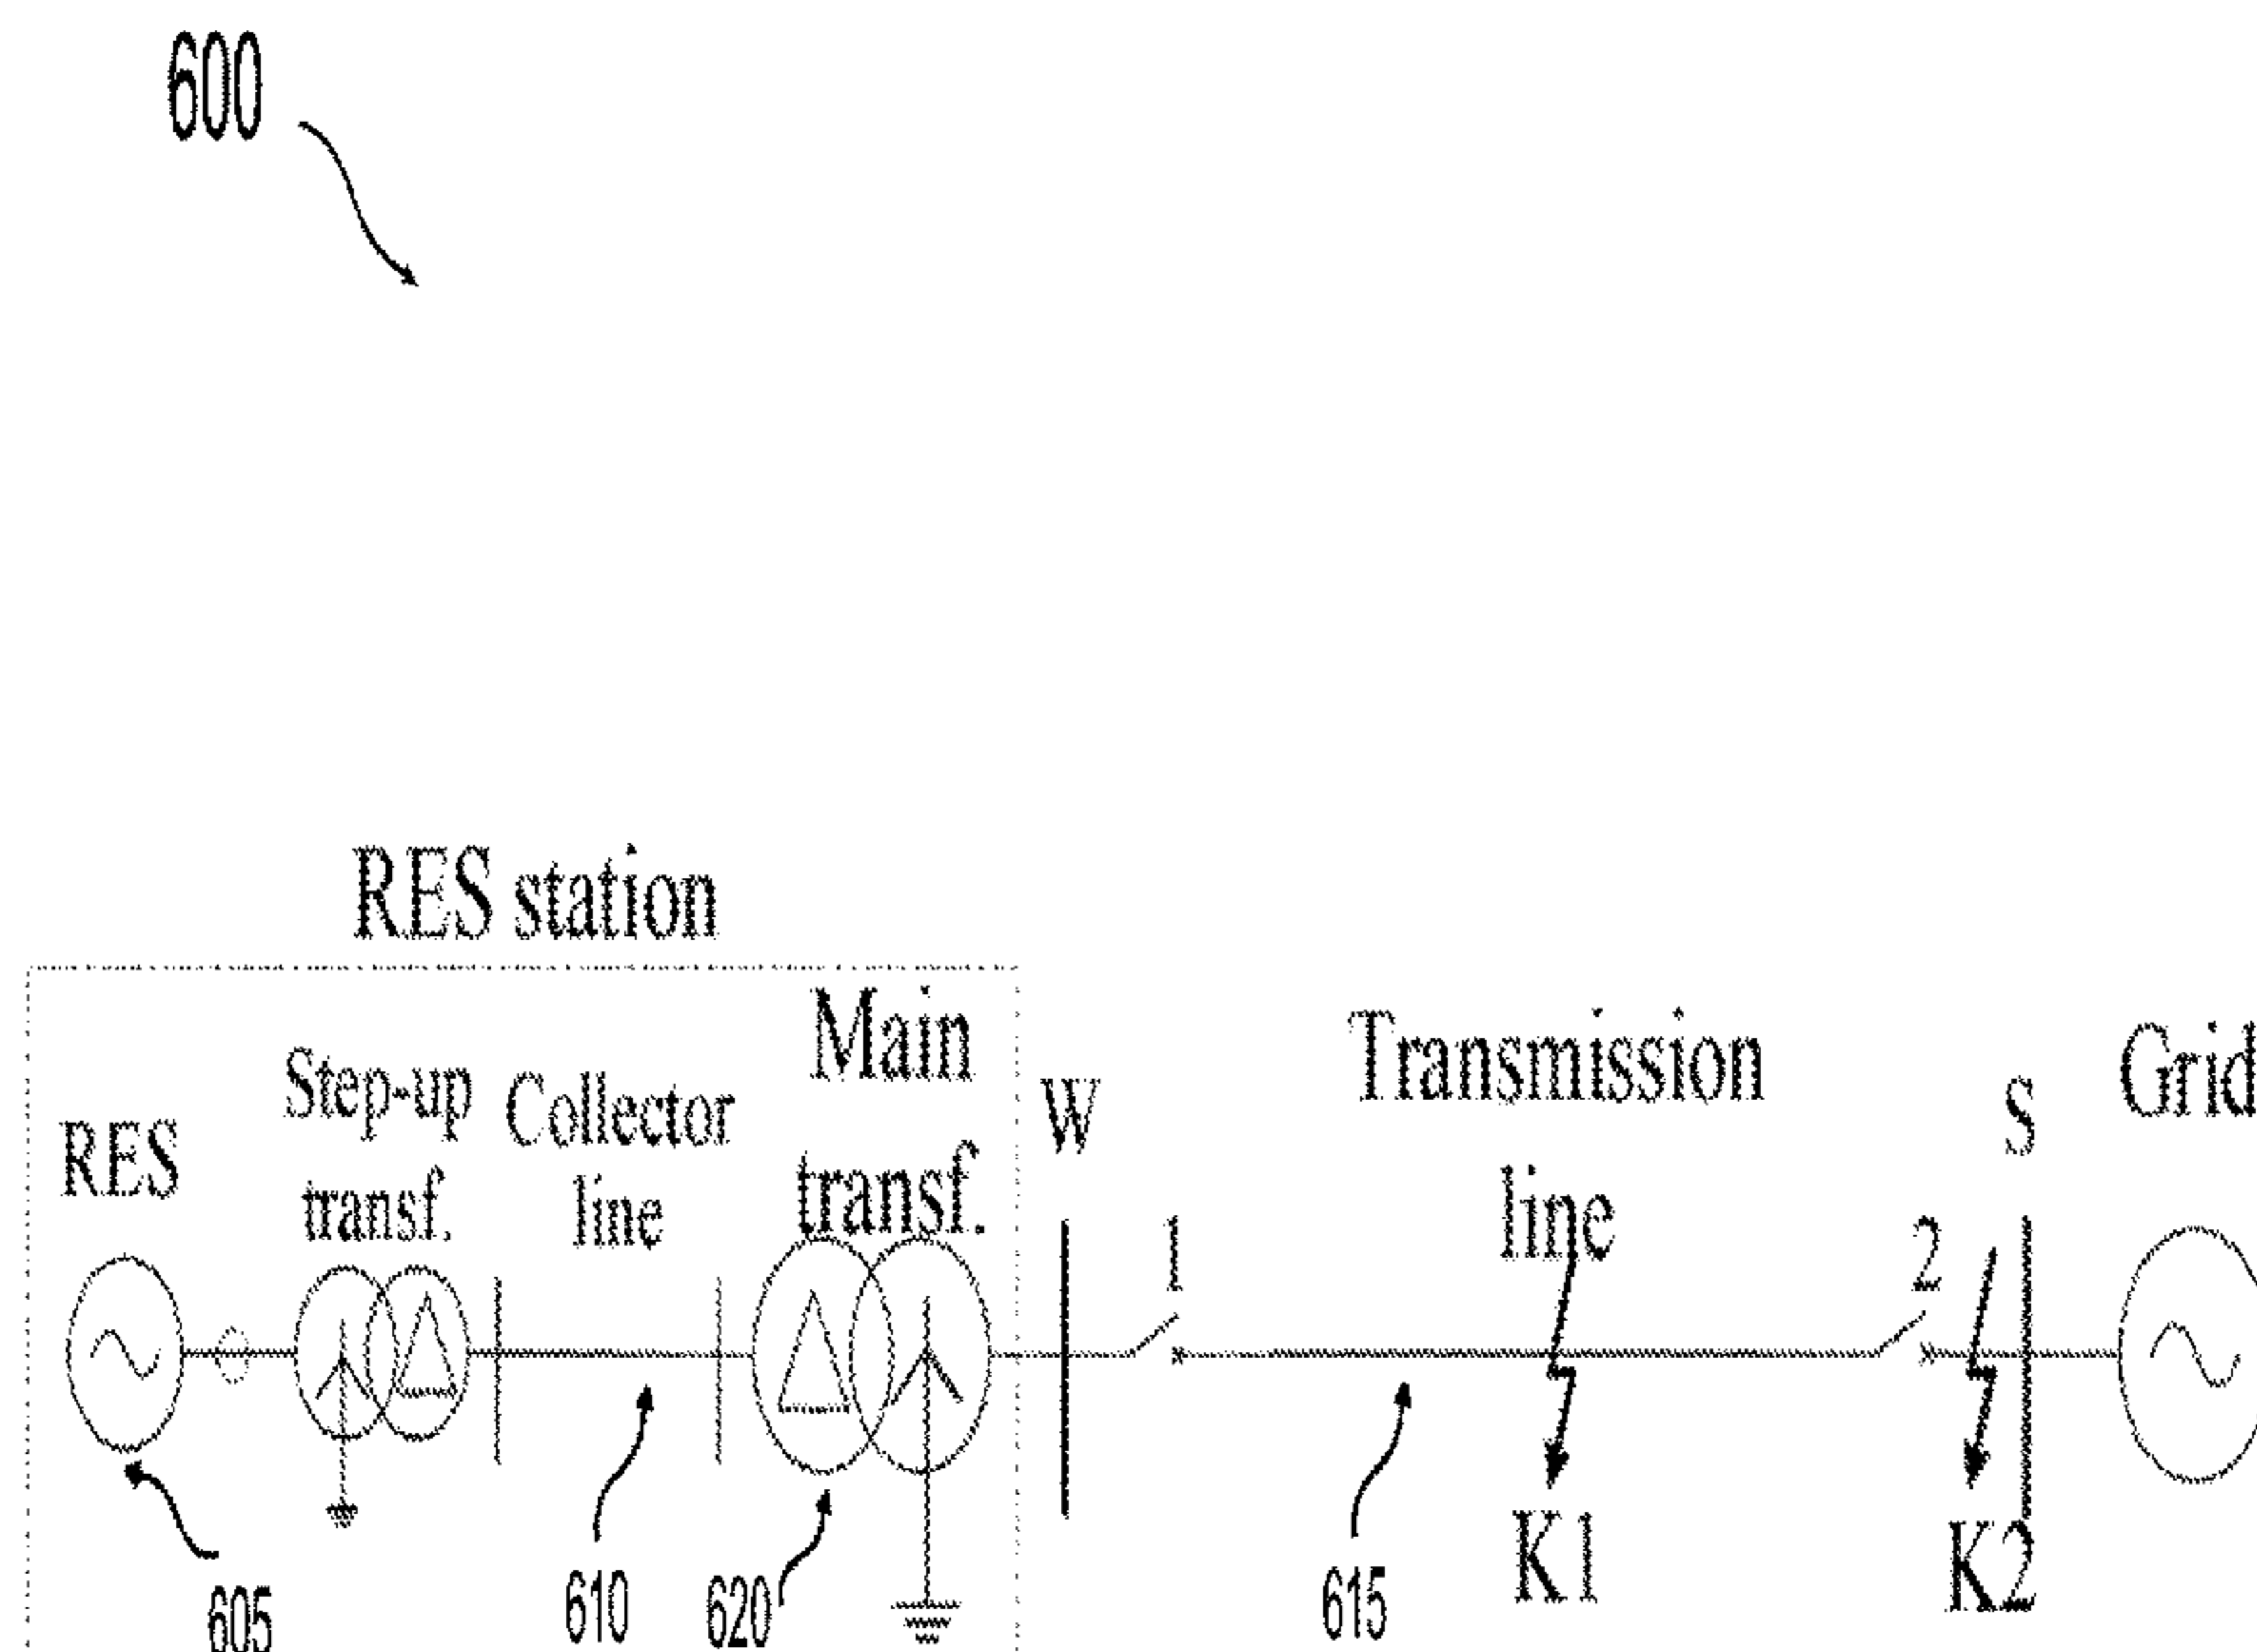 600
RES station
RES
Step-up
transf.
Collector
line
Main
transf.
W
1
Transmission
line
2
S
Grid
K1
K2
605
610
620
615